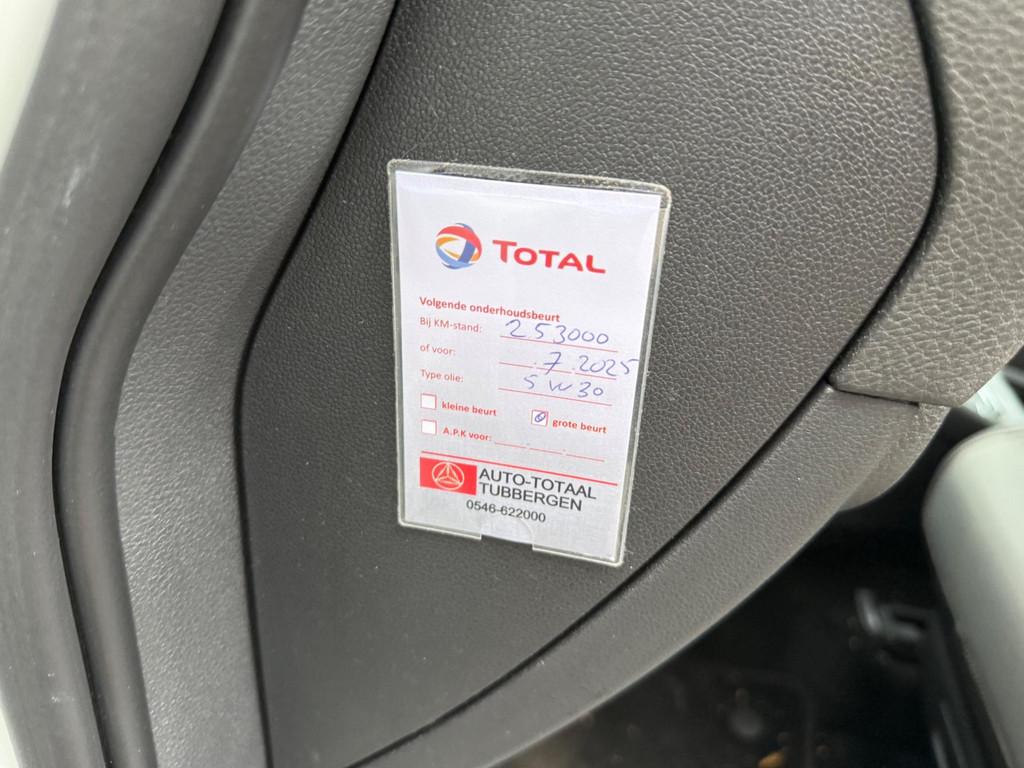 TOTAL
Volgende onderhoudsbeurt
Bij KM-stand: 253000
of voor: .7.2025
Type olie: 5W30
kleine beurt grote beurt
A.P.K voor:
AUTO-TOTAAL
TUBBERGEN
0546-622000